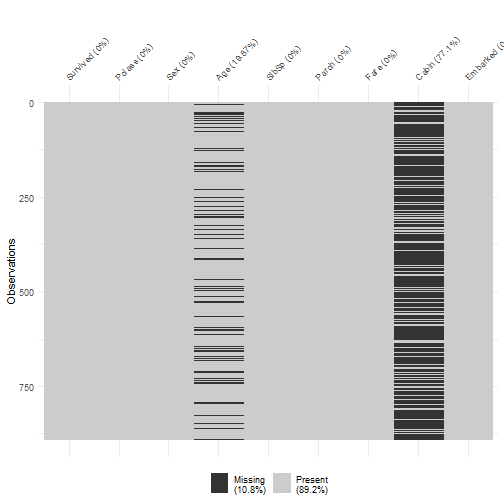 Survived (0%)
Pclass (0%)
Sex (0%)
Age (19.87%)
SibSp (0%)
Parch (0%)
Fare (0%)
Cabin (77.1%)
Embarked (0%)
0
250
500
750
Observations
Missing
(10.8%)
Present
(89.2%)